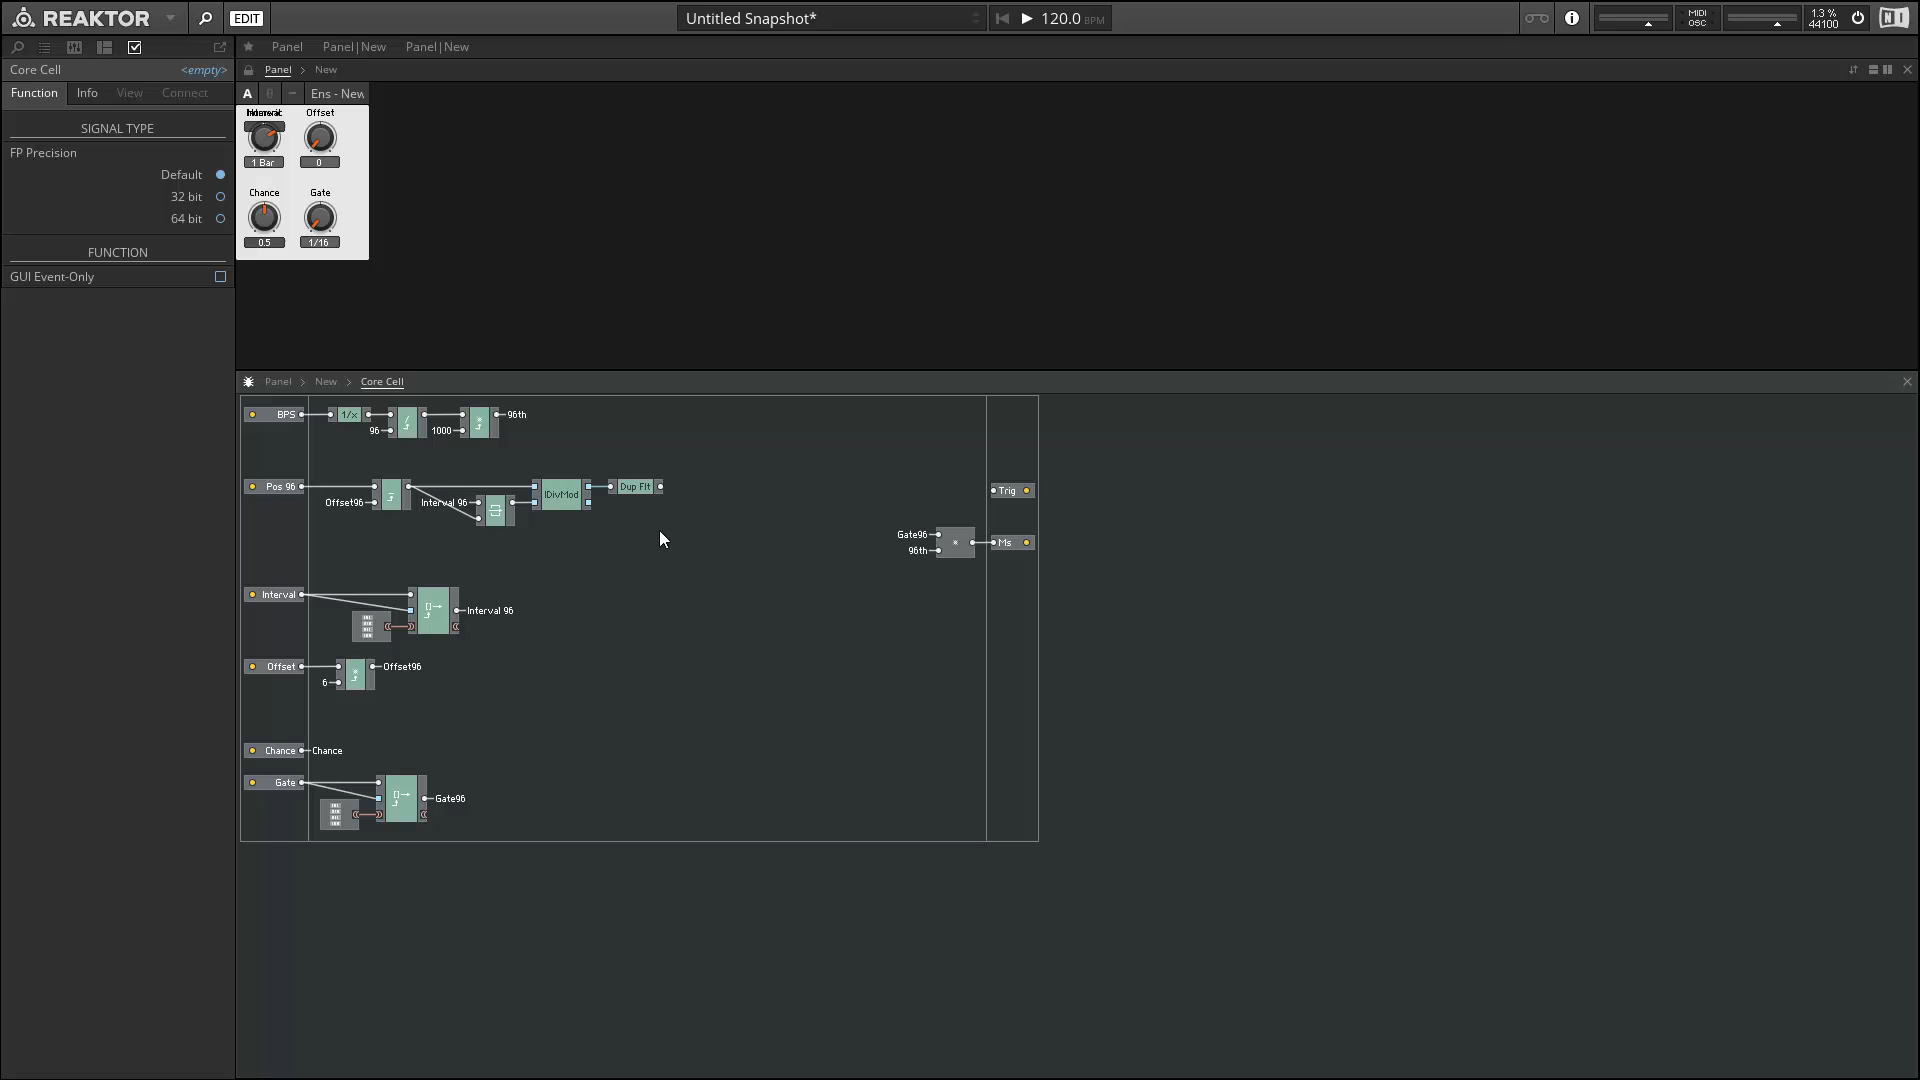 REAKTOR EDIT Untitled Snapshot* 120.0 BPM MIDI OSC 1.3 % 44100
Panel Panel|New Panel|New
Core Cell <empty> Panel > New
Function Info View Connect A B Ens - New
SIGNAL TYPE
FP Precision
Default
32 bit
64 bit
FUNCTION
GUI Event-Only
Offset
1 Bar 0
Chance Gate
0.5 1/16
Panel > New > Core Cell
BPS 1/x / * 96th
96 1000
Pos 96 - IDivMod Dup Flt Trig
Offset96 Interval 96
Gate96 * Ms
96th
Interval []→ Interval 96
Offset * Offset96
6
Chance Chance
Gate []→ Gate96